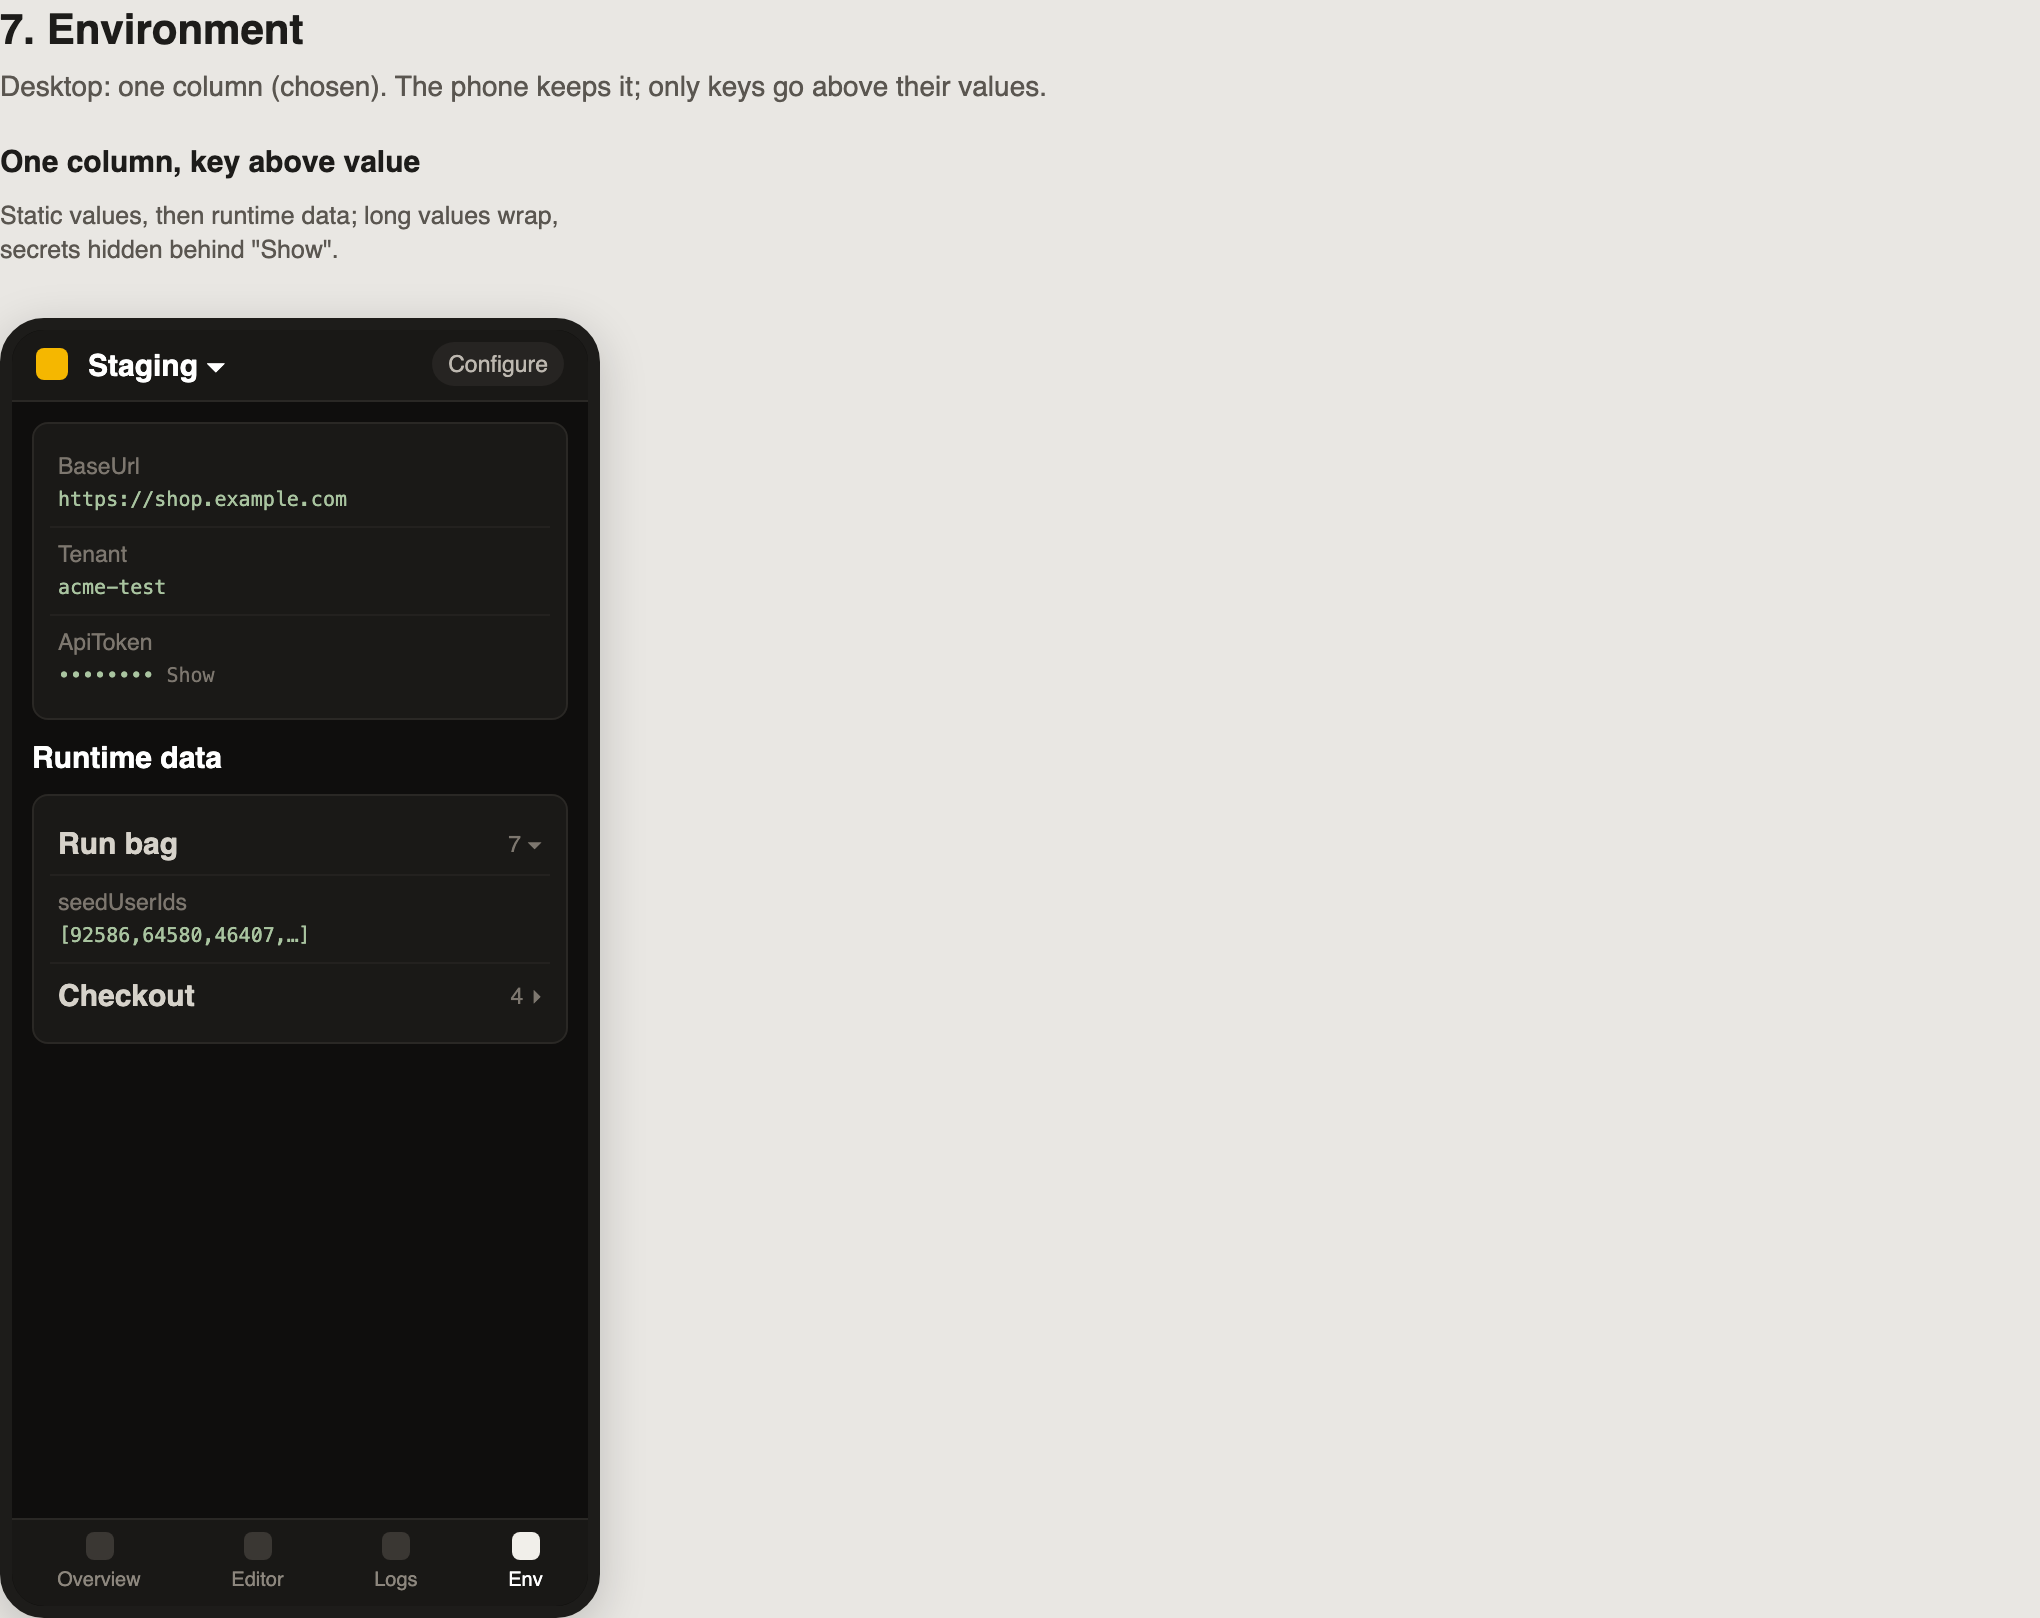 7. Environment
Desktop: one column (chosen). The phone keeps it; only keys go above their values.
One column, key above value
Static values, then runtime data; long values wrap,
secrets hidden behind "Show".
Staging
Configure
BaseUrl
https://shop.example.com
Tenant
acme-test
ApiToken
•••••••• Show
Runtime data
Run bag 7
seedUserIds
[92586,64580,46407,…]
Checkout 4
Overview Editor Logs Env